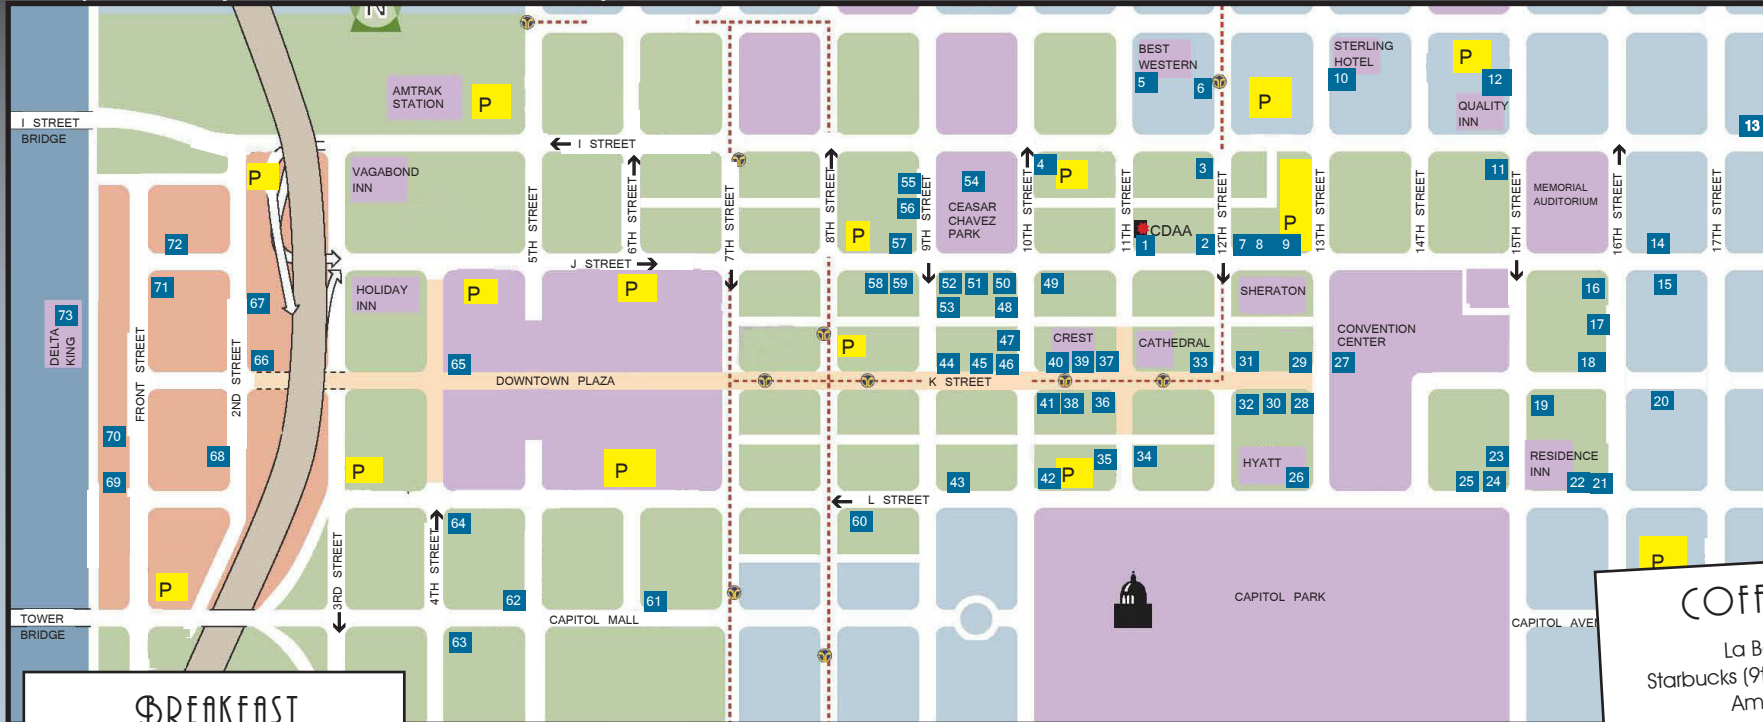 N
BEST
WESTERN
5
6
P
STERLING
HOTEL
10
P
12
QUALITY
INN
13
AMTRAK
STATION
P
I STREET
BRIDGE
I STREET
P
VAGABOND
INN
5TH STREET
6TH STREET
7TH STREET
8TH STREET
55
56
57
P
9TH STREET
54
CEASAR
CHAVEZ
PARK
10TH STREET
4
P
11TH STREET
CDAA
1
3
2
12TH STREET
7
8
9
P
13TH STREET
14TH STREET
11
15TH STREET
MEMORIAL
AUDITORIUM
16TH STREET
14
17TH STREET
72
71
67
J STREET
HOLIDAY
INN
P
P
58
59
52
51
50
53
48
49
SHERATON
CONVENTION
CENTER
16
15
17
73
DELTA
KING
FRONT STREET
2ND STREET
66
65
P
47
44
45
46
CREST
40
39
37
CATHEDRAL
33
31
29
27
18
DOWNTOWN PLAZA
K STREET
41
38
36
32
30
28
19
20
70
68
69
P
P
43
42
P
35
34
HYATT
26
23
25
24
RESIDENCE
INN
22
21
L STREET
60
64
3RD STREET
4TH STREET
62
61
P
P
TOWER
BRIDGE
CAPITOL MALL
CAPITOL PARK
63
BREAKFAST
La B
Starbucks (9
Am